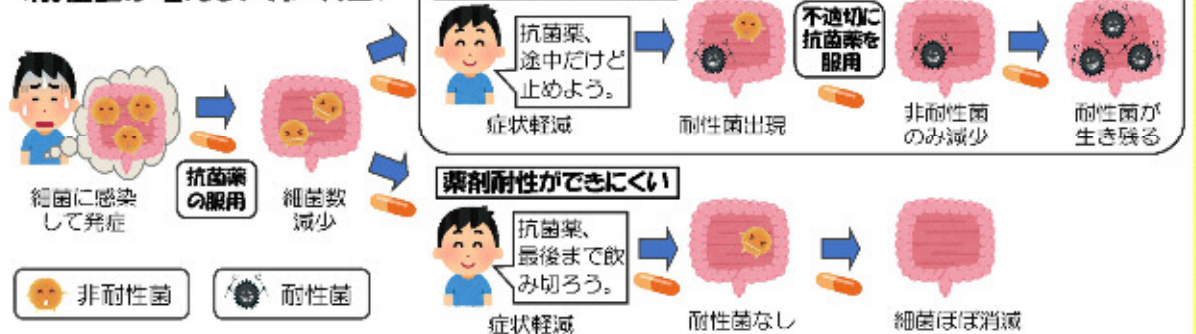 抗菌薬、
途中だけど
止めよう。
症状軽減
耐性菌出現
不適切に
抗菌薬を
服用
非耐性菌
のみ減少
耐性菌が
生き残る
細菌に感染
して発症
抗菌薬
の服用
細菌数
減少
薬剤耐性ができにくい
抗菌薬、
最後まで飲
み切ろう。
症状軽減
耐性菌なし
細菌ほぼ消滅
非耐性菌
耐性菌